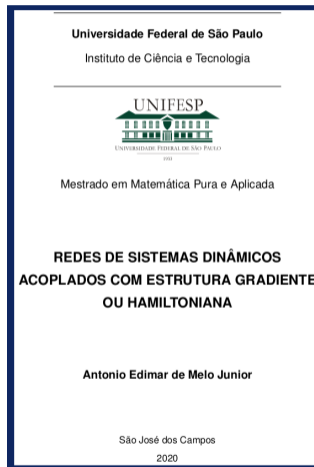 Universidade Federal de São Paulo
Instituto de Ciência e Tecnologia
UNIFESP
UNIVERSIDADE FEDERAL DE SÃO PAULO
1933
Mestrado em Matemática Pura e Aplicada
REDES DE SISTEMAS DINÂMICOS
ACOPLADOS COM ESTRUTURA GRADIENTE
OU HAMILTONIANA
Antonio Edimar de Melo Junior
São José dos Campos
2020